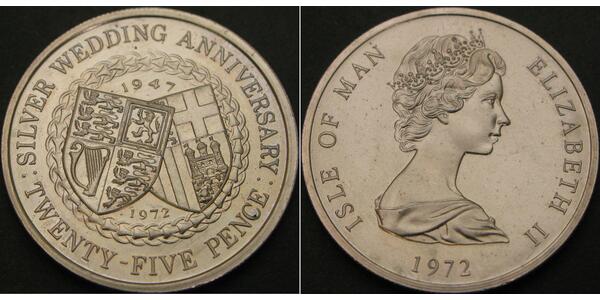 · SILVER WEDDING ANNIVERSARY ·
1947
1972
TWENTY-FIVE PENCE
ISLE OF MAN
ELIZABETH II
1972